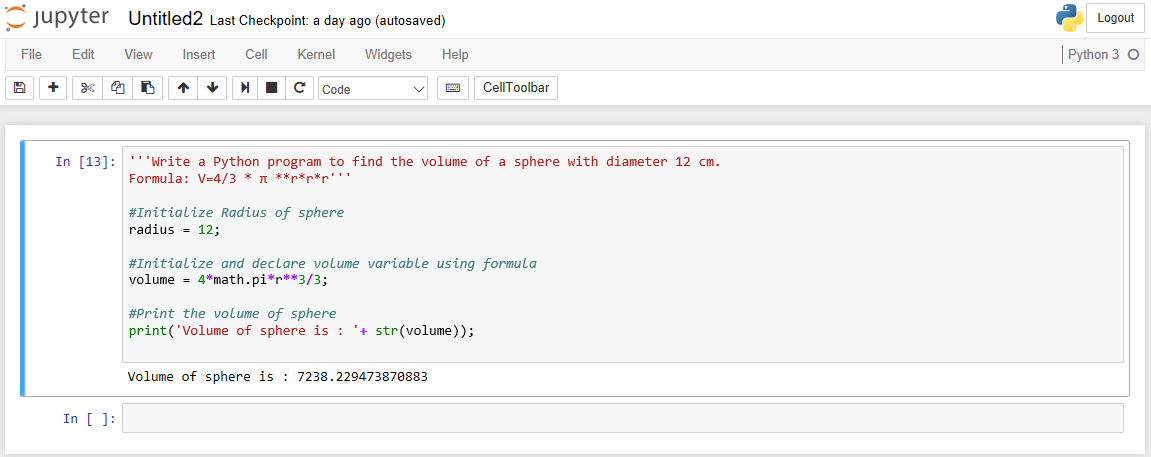 jupyter Untitled2 Last Checkpoint: a day ago (autosaved)
Logout
File Edit View Insert Cell Kernel Widgets Help Python 3
Code CellToolbar
In [13]: '''Write a Python program to find the volume of a sphere with diameter 12 cm.
Formula: V=4/3 * π **r*r*r'''
#Initialize Radius of sphere
radius = 12;
#Initialize and declare volume variable using formula
volume = 4*math.pi*r**3/3;
#Print the volume of sphere
print('Volume of sphere is : '+ str(volume));
Volume of sphere is : 7238.229473870883
In [ ]: